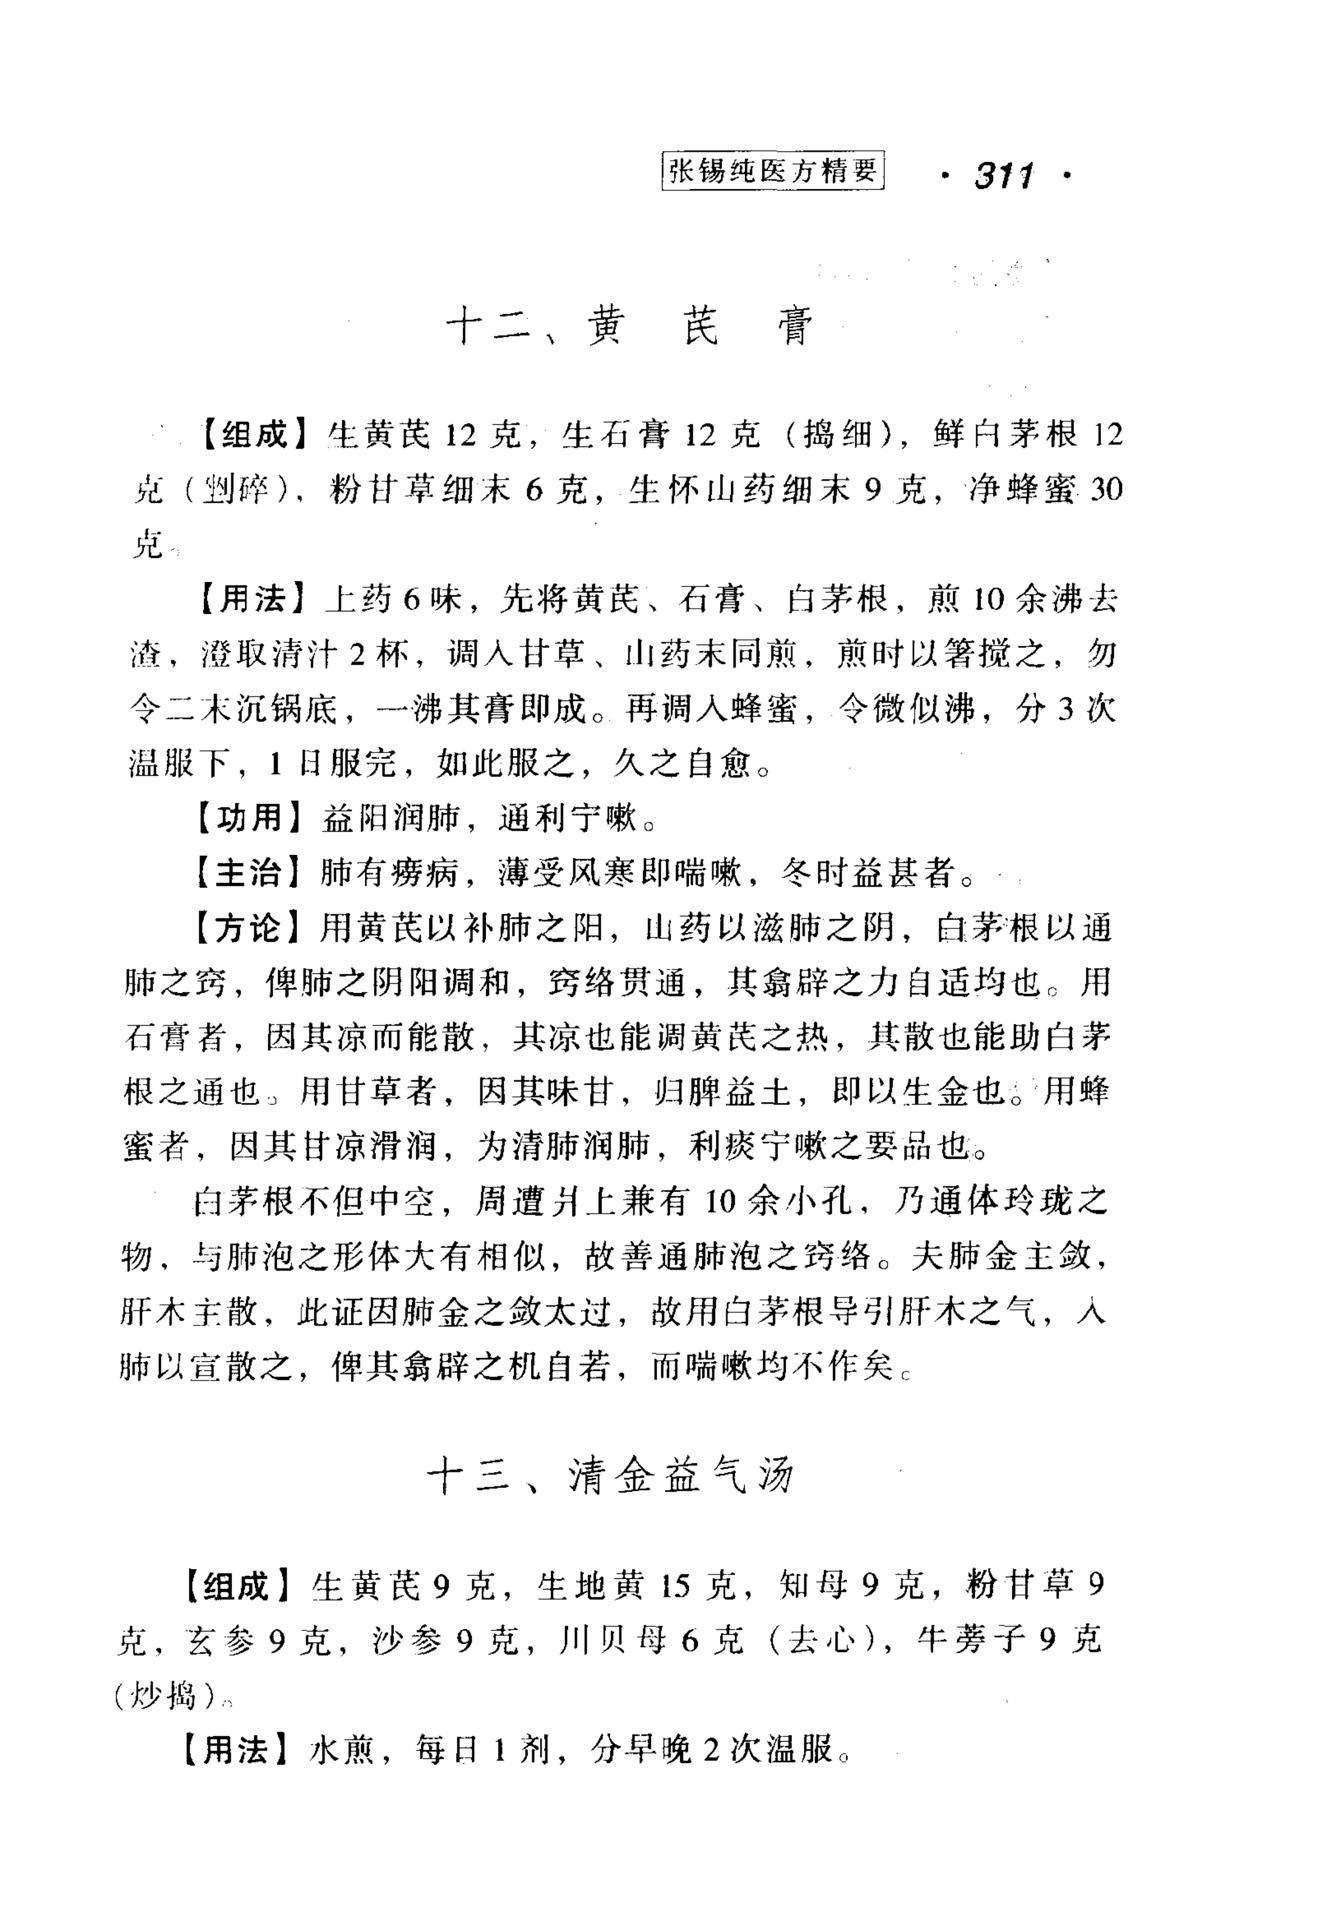 张锡纯医方精要 · 311 ·
十二、黄 芪 膏
【组成】生黄芪 12 克，生石膏 12 克（捣细），鲜白茅根 12
克（剉碎），粉甘草细末 6 克，生怀山药细末 9 克，净蜂蜜 30
克。
【用法】上药 6 味，先将黄芪、石膏、白茅根，煎 10 余沸去
渣，澄取清汁 2 杯，调入甘草、山药末同煎，煎时以箸搅之，勿
令二末沉锅底，一沸其膏即成。再调入蜂蜜，令微似沸，分 3 次
温服下，1 日服完，如此服之，久之自愈。
【功用】益阳润肺，通利宁嗽。
【主治】肺有痨病，薄受风寒即喘嗽，冬时益甚者。
【方论】用黄芪以补肺之阳，山药以滋肺之阴，白茅根以通
肺之窍，俾肺之阴阳调和，窍络贯通，其翕辟之力自适均也。用
石膏者，因其凉而能散，其凉也能调黄芪之热，其散也能助白茅
根之通也。用甘草者，因其味甘，归脾益土，即以生金也。用蜂
蜜者，因其甘凉滑润，为清肺润肺，利痰宁嗽之要品也。
白茅根不但中空，周遭爿上兼有 10 余小孔，乃通体玲珑之
物，与肺泡之形体大有相似，故善通肺泡之窍络。夫肺金主敛，
肝木主散，此证因肺金之敛太过，故用白茅根导引肝木之气，入
肺以宣散之，俾其翕辟之机自若，而喘嗽均不作矣。
十三、清金益气汤
【组成】生黄芪 9 克，生地黄 15 克，知母 9 克，粉甘草 9
克，玄参 9 克，沙参 9 克，川贝母 6 克（去心），牛蒡子 9 克
（炒捣）。
【用法】水煎，每日 1 剂，分早晚 2 次温服。